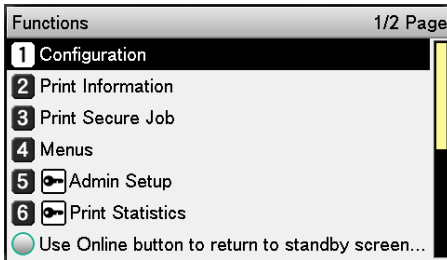 Functions 1/2 Page
1 Configuration
2 Print Information
3 Print Secure Job
4 Menus
5 Admin Setup
6 Print Statistics
Use Online button to return to standby screen...